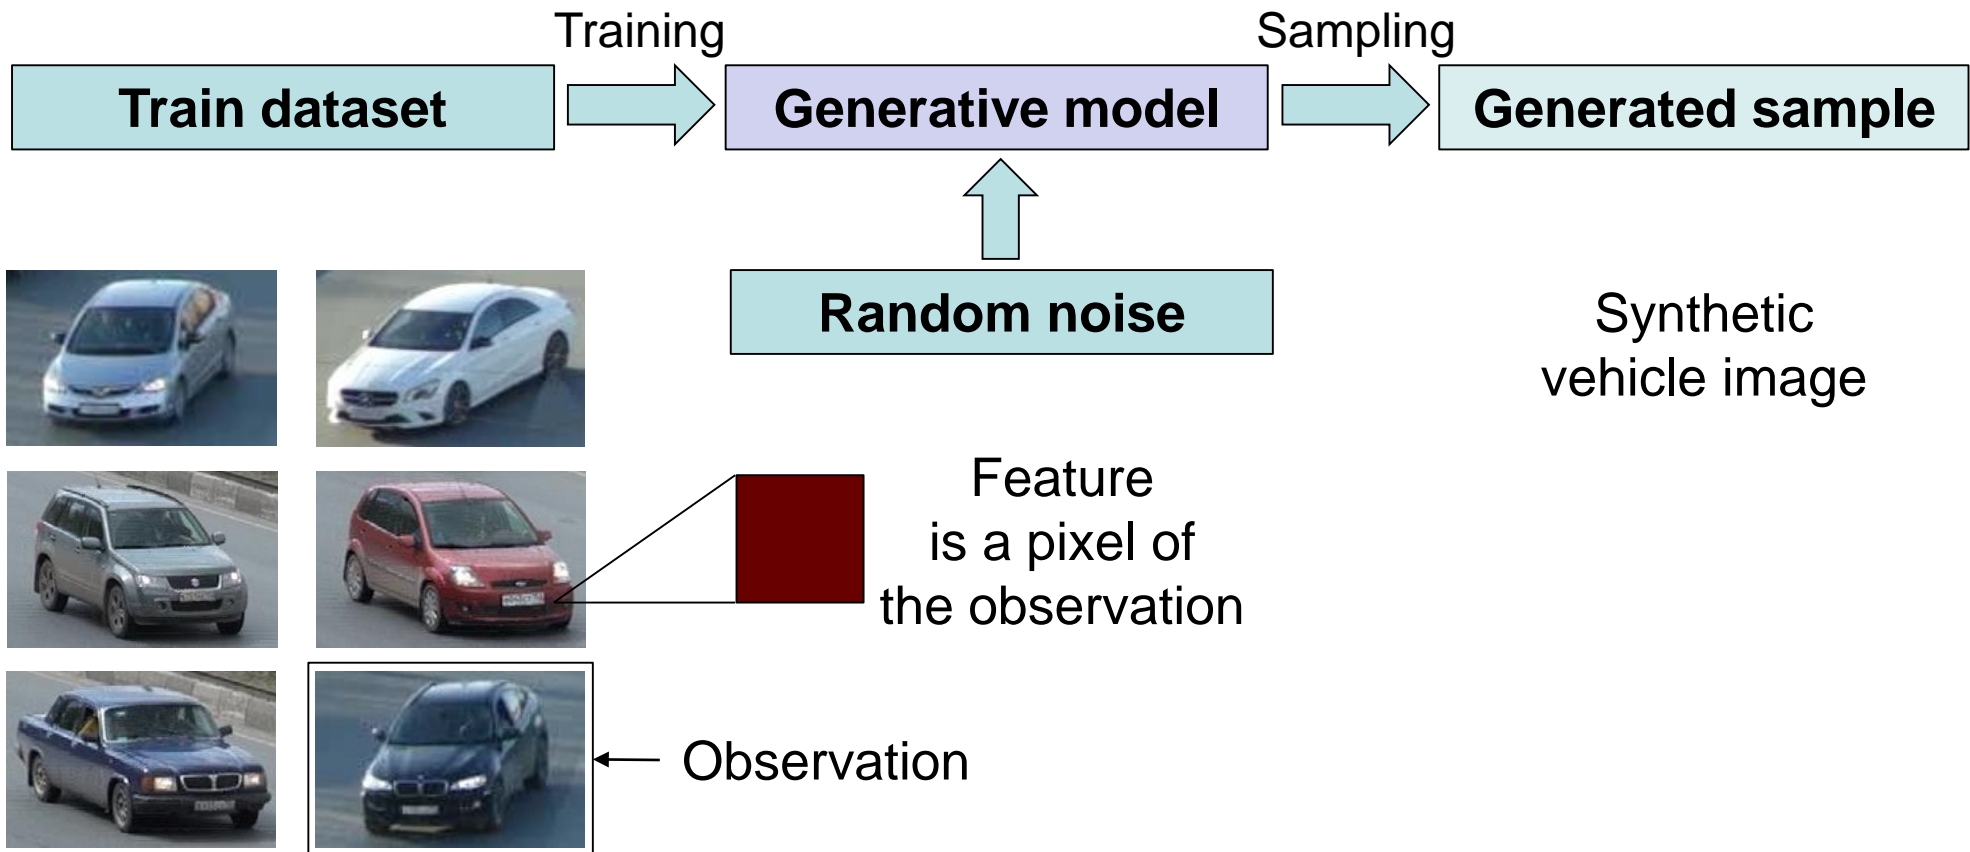 Training
Sampling
Train dataset
Generative model
Generated sample
Random noise
Synthetic
vehicle image
Feature
is a pixel of
the observation
Observation